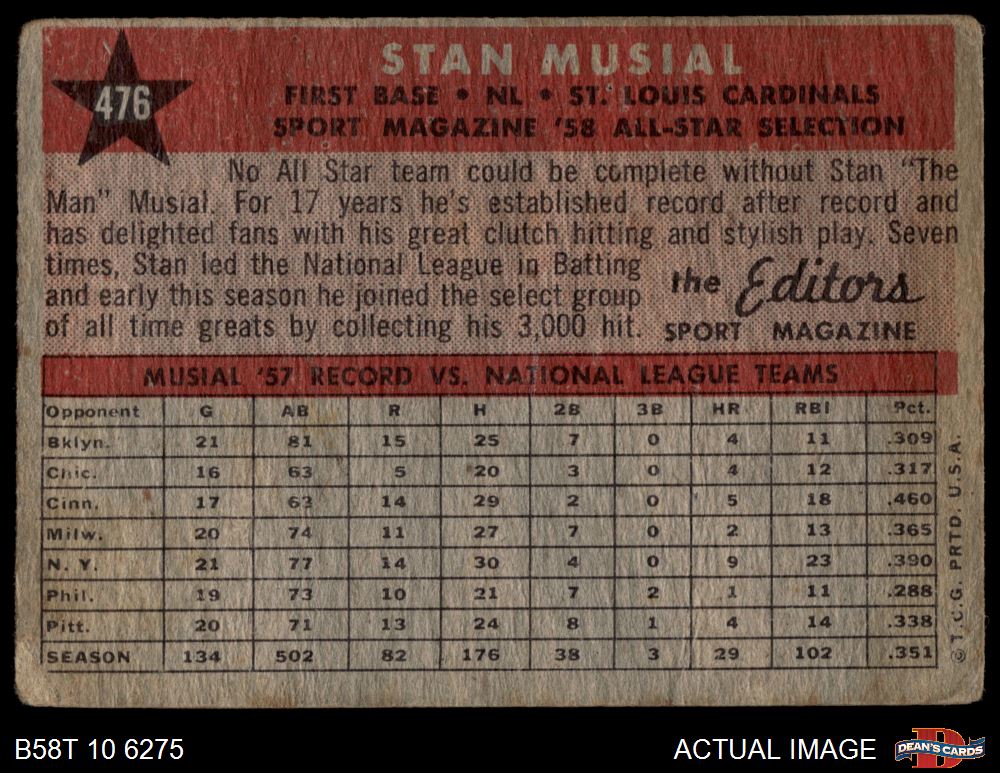 STAN MUSIAL
476
FIRST BASE • NL • ST. LOUIS CARDINALS
SPORT MAGAZINE '58 ALL-STAR SELECTION
No All Star team could be complete without Stan "The
Man" Musial. For 17 years he's established record after record and
has delighted fans with his great clutch hitting and stylish play. Seven
times, Stan led the National League in Batting
and early this season he joined the select group
of all time greats by collecting his 3,000 hit.
the Editors
SPORT MAGAZINE
MUSIAL '57 RECORD VS. NATIONAL LEAGUE TEAMS
Opponent G AB R H 2B 3B HR RBI Pct.
Bklyn. 21 81 15 25 7 0 4 11 .309
Chic. 16 63 5 20 3 0 4 12 .317
Cinn. 17 63 14 29 2 0 5 18 .460
Milw. 20 74 11 27 7 0 2 13 .365
N. Y. 21 77 14 30 4 0 9 23 .390
Phil. 19 73 10 21 7 2 1 11 .288
Pitt. 20 71 13 24 8 1 4 14 .338
SEASON 134 502 82 176 38 3 29 102 .351
© T.C.G. PRTD. U.S.A.
B58T 10 6275
ACTUAL IMAGE
DEAN'S CARDS